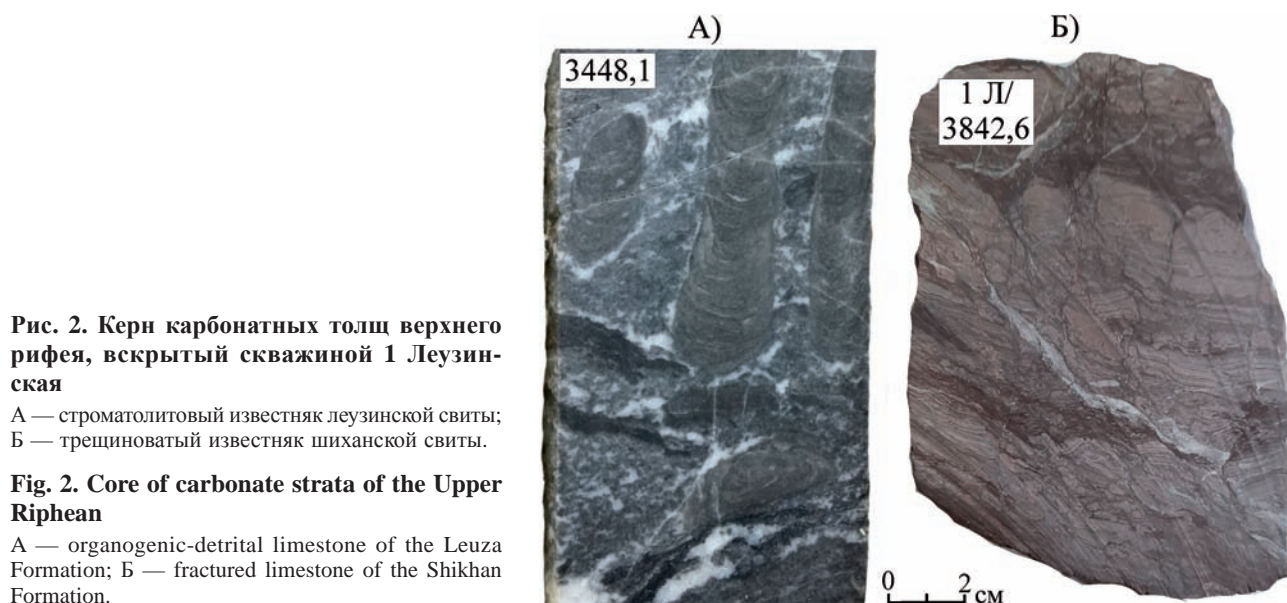 Рис. 2. Керн карбонатных толщ верхнего
рифея, вскрытый скважиной 1 Леузин-
ская
А — строматолитовый известняк леузинской свиты;
Б — трещиноватый известняк шиханской свиты.
Fig. 2. Core of carbonate strata of the Upper
Riphean
А — organogenic-detrital limestone of the Leuza
Formation; Б — fractured limestone of the Shikhan
Formation.
А)
3448,1
Б)
1 Л/
3842,6
0 2 см